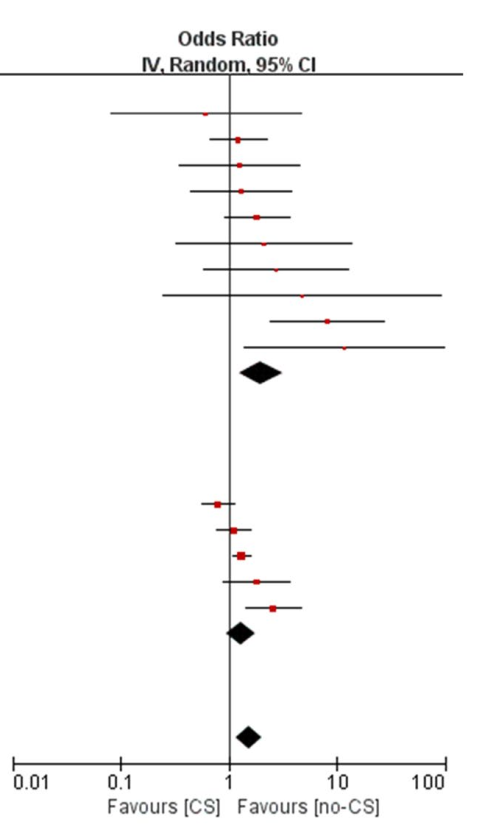 Odds Ratio
IV, Random, 95% CI
0.01 0.1 1 10 100
Favours [CS] Favours [no-CS]